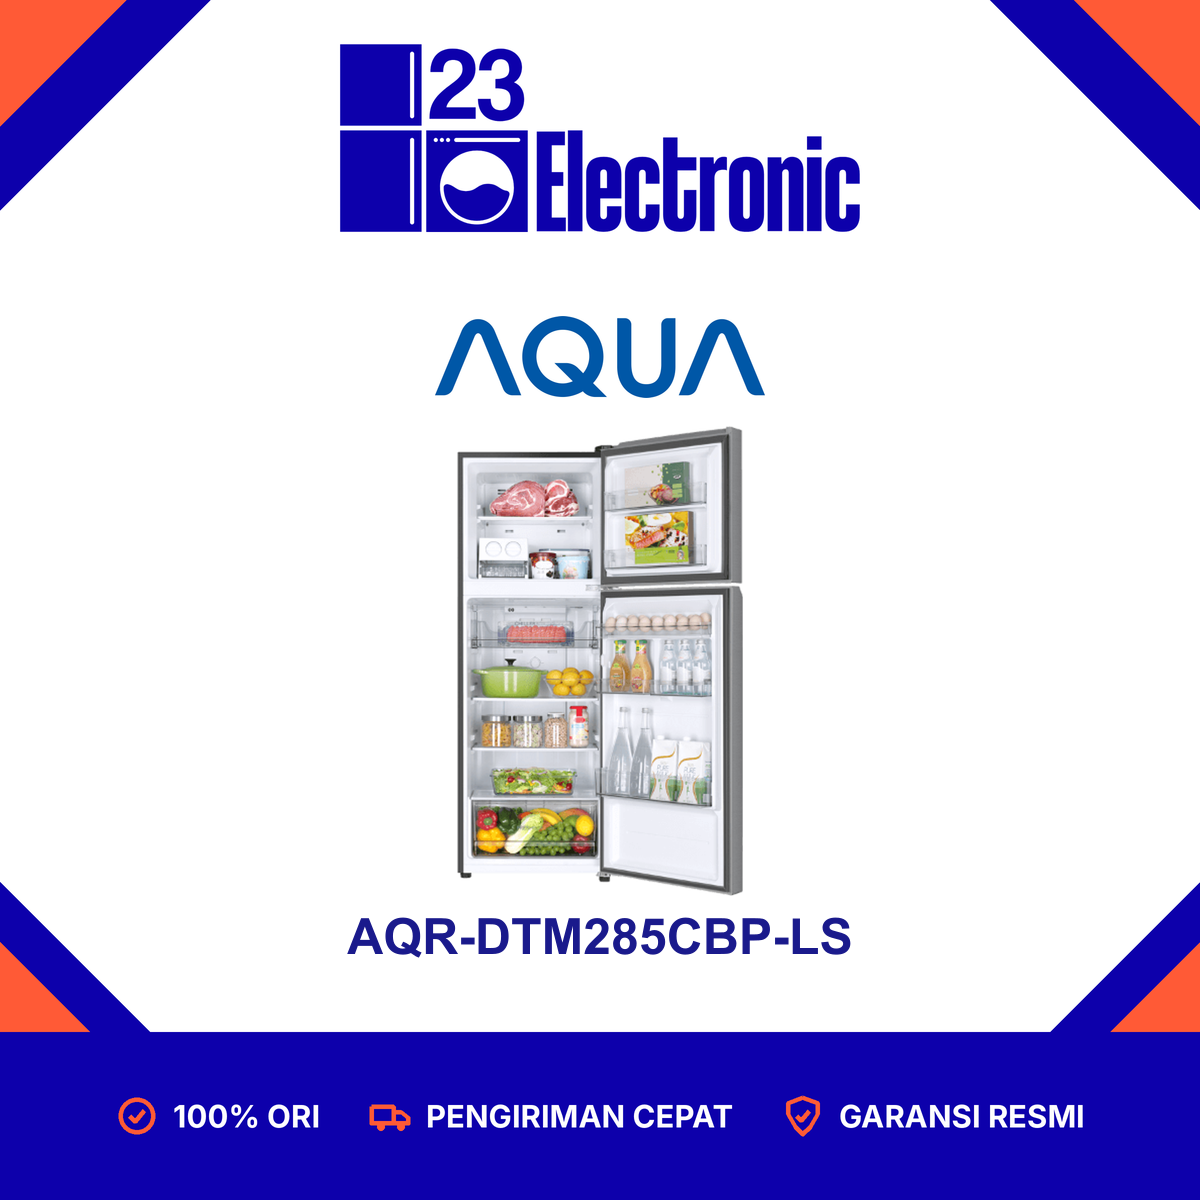 23
Electronic
AQUA
AQR-DTM285CBP-LS
100% ORI
PENGIRIMAN CEPAT
GARANSI RESMI